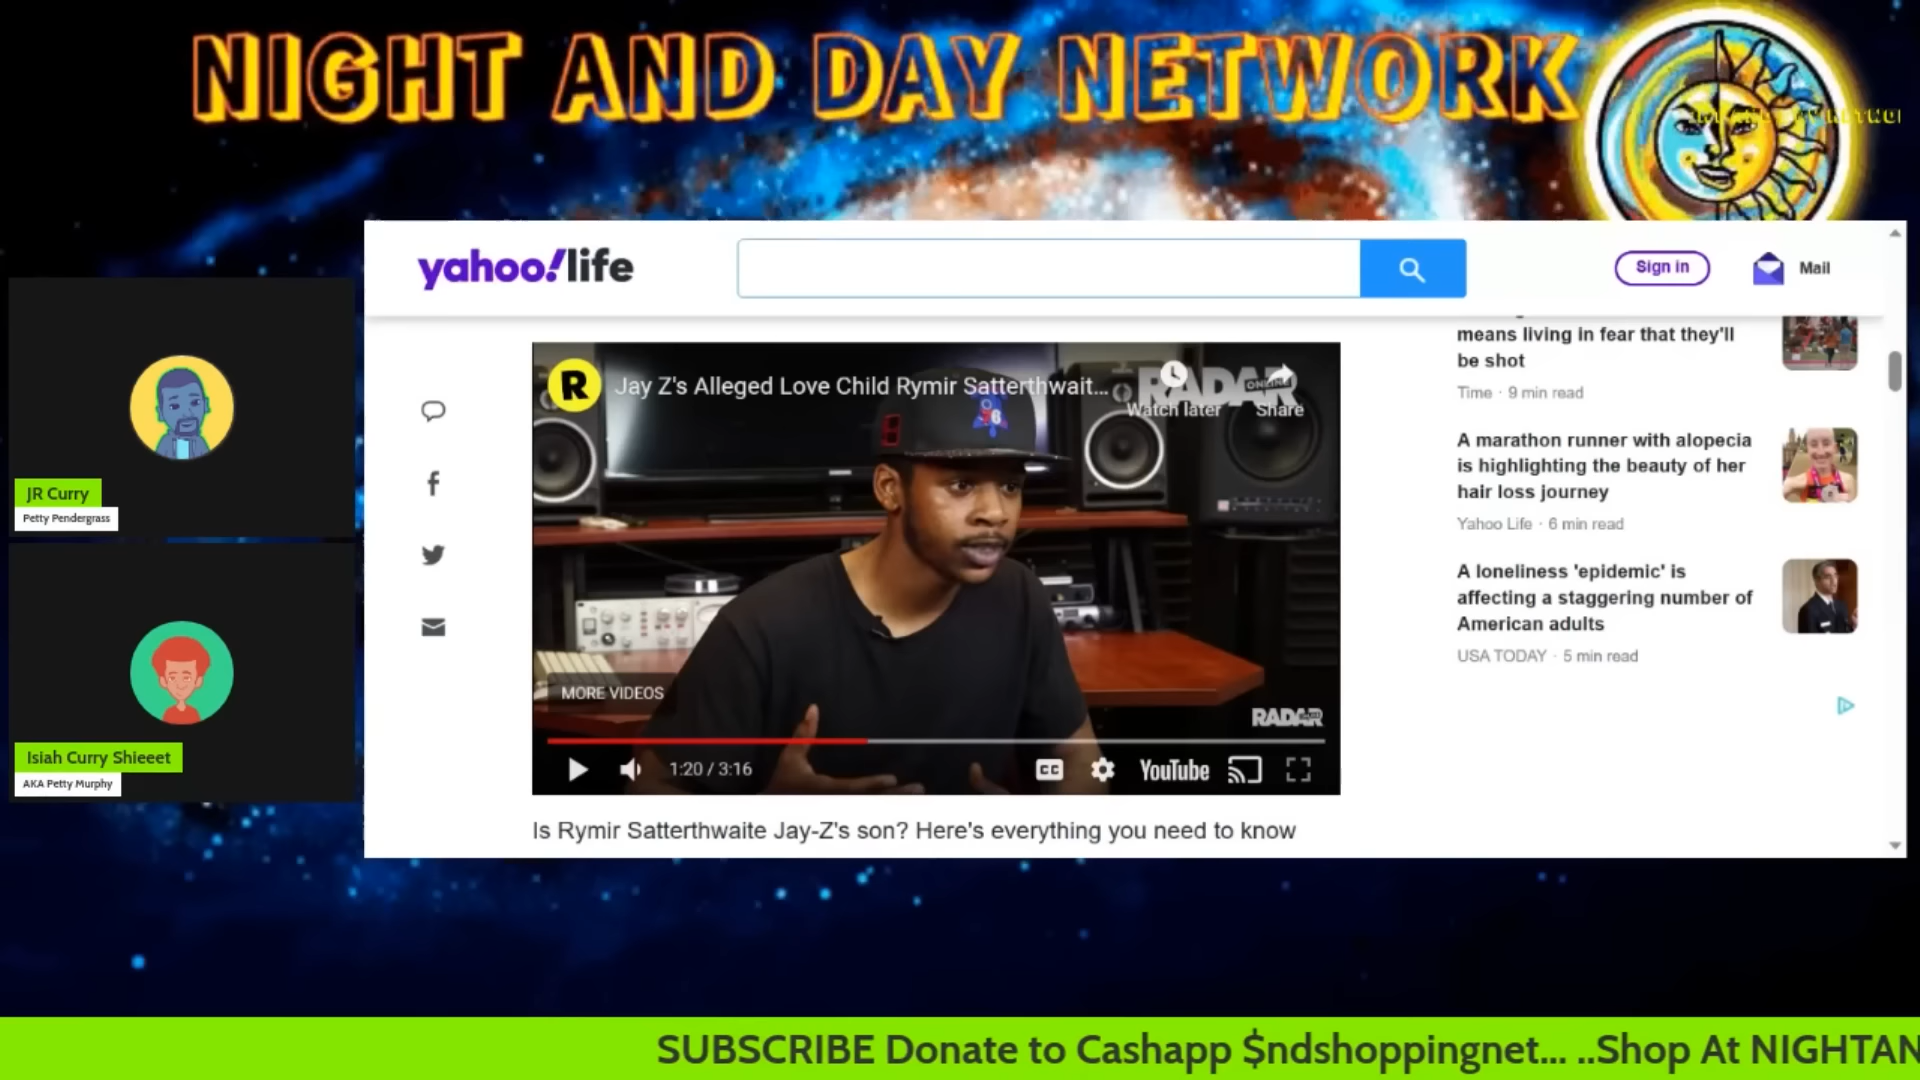 NIGHT AND DAY NETWORK
yahoo!life
Sign in
Mail
means living in fear that they'll
be shot
Time · 9 min read
A marathon runner with alopecia
is highlighting the beauty of her
hair loss journey
Yahoo Life · 6 min read
A loneliness 'epidemic' is
affecting a staggering number of
American adults
USA TODAY · 5 min read
R
Jay Z's Alleged Love Child Rymir Satterthwait...
RADAR
ONLINE
Watch later
Share
6
MORE VIDEOS
RADAR
1:20 / 3:16
CC
YouTube
Is Rymir Satterthwaite Jay-Z's son? Here's everything you need to know
JR Curry
Petty Pendergrass
Isiah Curry Shieeet
AKA Petty Murphy
SUBSCRIBE Donate to Cashapp $ndshoppingnet... ..Shop At NIGHTAN